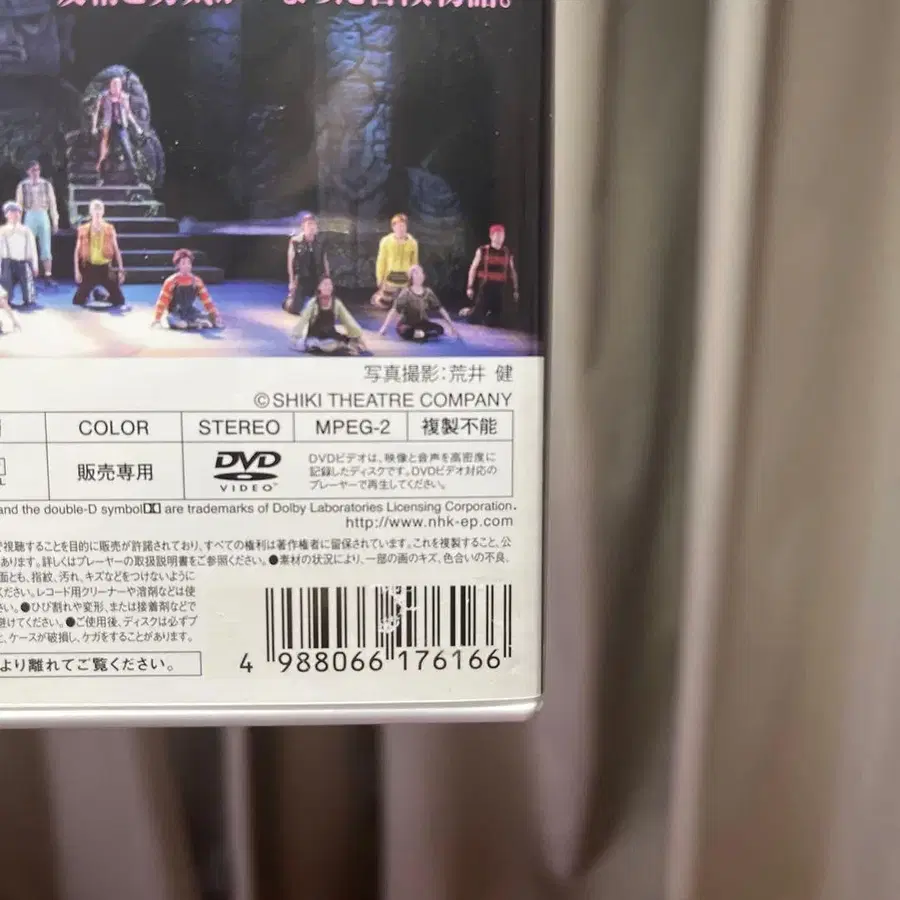 写真撮影:荒井 健
©SHIKI THEATRE COMPANY
COLOR STEREO MPEG-2 複製不能
販売専用
DVD
VIDEO
DVDビデオは、映像と音声を高密度に
記録したディスクです。DVDビデオ対応の
プレーヤーで再生してください。
and the double-D symbol are trademarks of Dolby Laboratories Licensing Corporation.
http://www.nhk-ep.com
で視聴することを目的に販売が許諾されており、すべての権利は著作権者に留保されています。これを複製すること、公
あります。詳しくはプレーヤーの取扱説明書をご参照ください。●素材の状況により、一部の画のキズ、色合いの不良、
面とも、指紋、汚れ、キズなどをつけないように
ださい。レコード用クリーナーや溶剤などは使
さい。●ひび割れや変形、または接着剤などで
避けてください。●ご使用後、ディスクは必ずプ
と、ケースが破損し、ケガをすることがあります。
より離れてご覧ください。
4 988066 176166